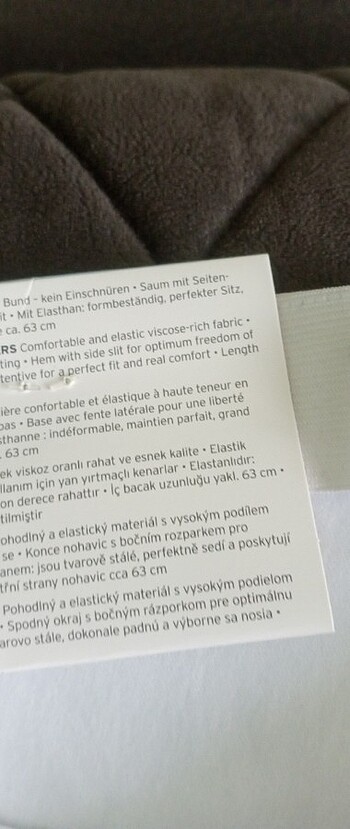 Bund - kein Einschnüren • Saum mit Seiten-
it • Mit Elasthan: formbeständig, perfekter Sitz,
e ca. 63 cm
RS Comfortable and elastic viscose-rich fabric •
ting • Hem with side slit for optimum freedom of
tentive for a perfect fit and real comfort • Length
ière confortable et élastique à haute teneur en
bas • Base avec fente latérale pour une liberté
sthanne : indéformable, maintien parfait, grand
. 63 cm
ek viskoz oranlı rahat ve esnek kalite • Elastik
llanım için yan yırtmaçlı kenarlar • Elastanlıdır:
on derece rahattır • İç bacak uzunluğu yakl. 63 cm •
tilmiştir
ohodlný a elastický materiál s vysokým podílem
se • Konce nohavic s bočním rozparkem pro
anem: jsou tvarově stálé, perfektně sedí a poskytují
třní strany nohavic cca 63 cm
Pohodlný a elastický materiál s vysokým podielom
• Spodný okraj s bočným rázporkom pre optimálnu
arovo stále, dokonale padnú a výborne sa nosia •